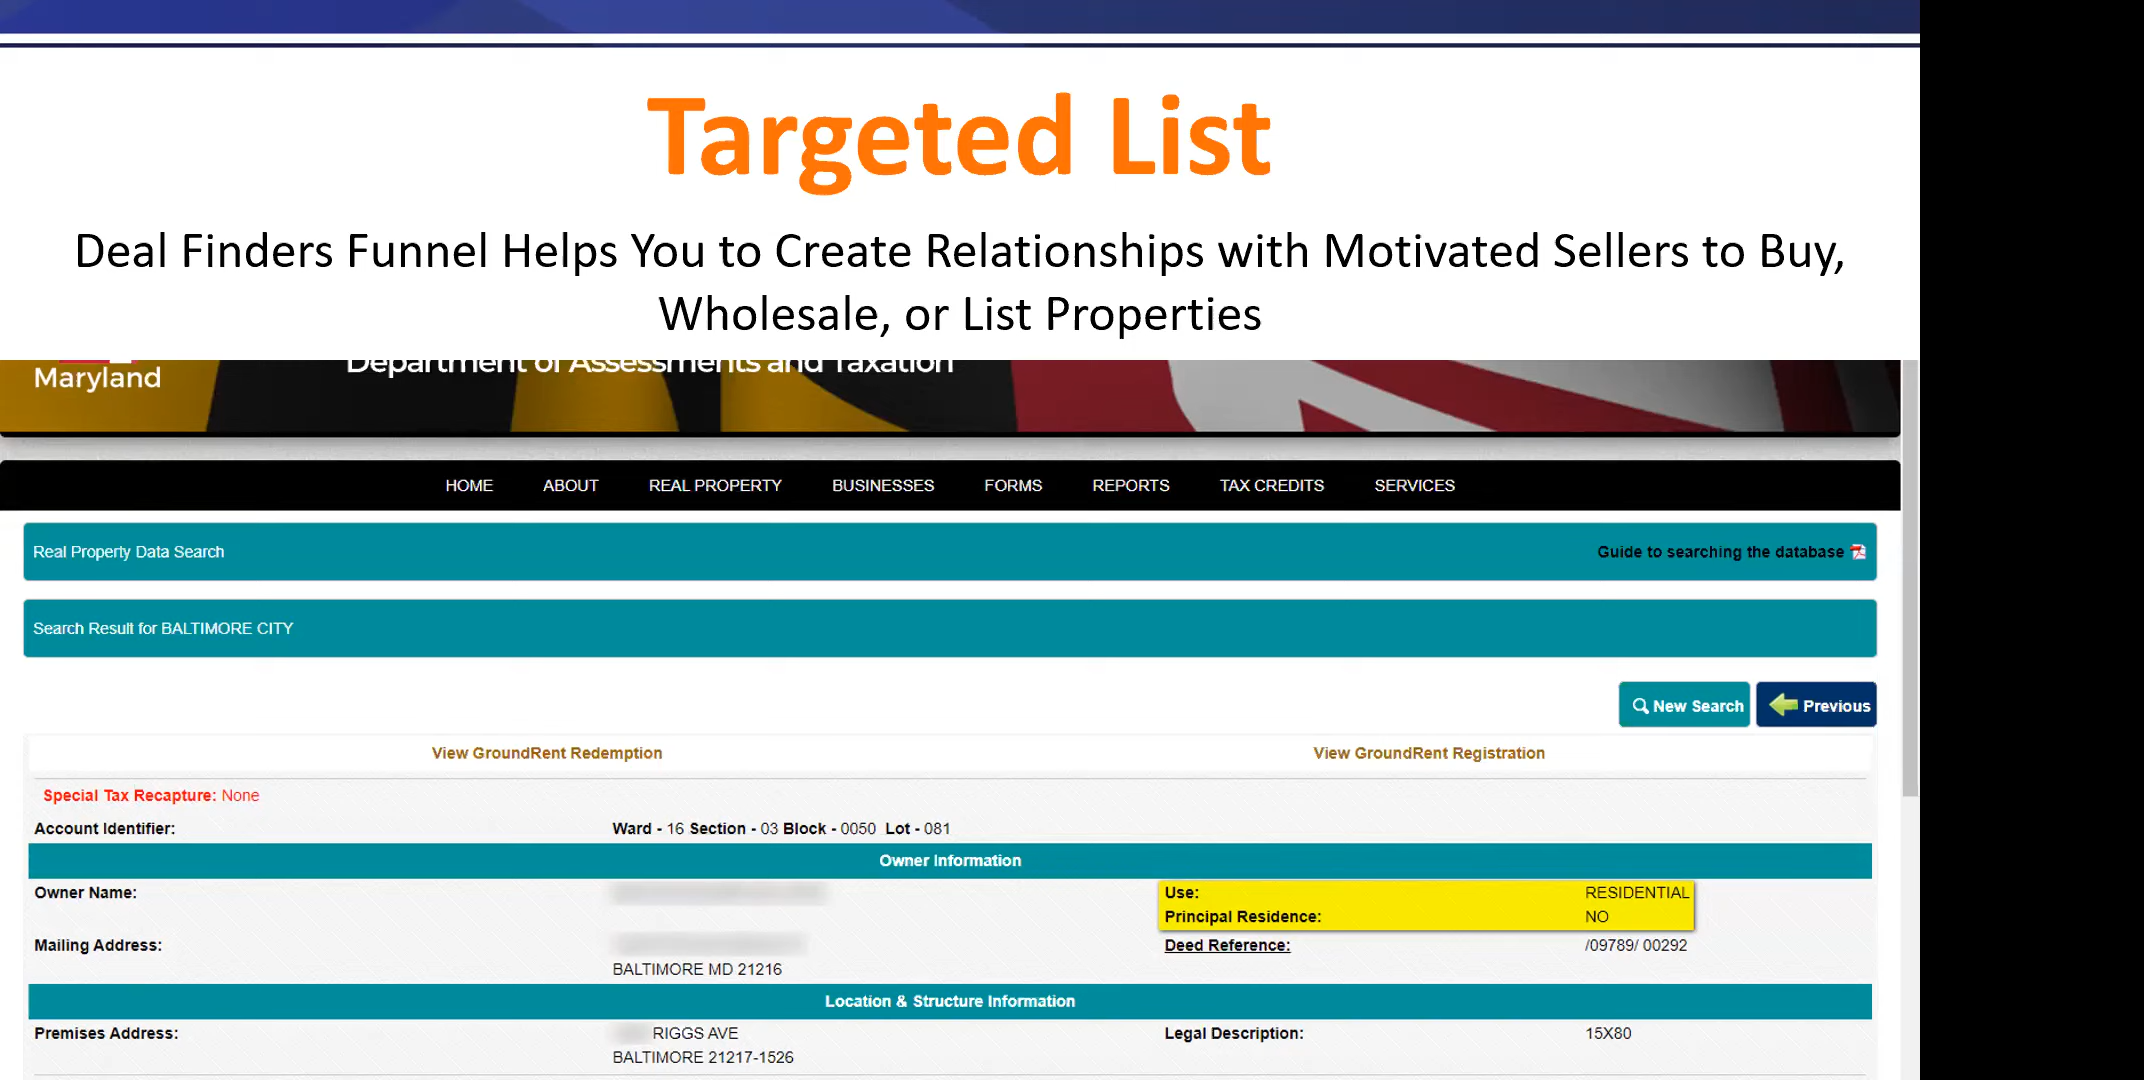 Targeted List
Deal Finders Funnel Helps You to Create Relationships with Motivated Sellers to Buy,
Wholesale, or List Properties
Department of Assessments and Taxation
Maryland
HOME ABOUT REAL PROPERTY BUSINESSES FORMS REPORTS TAX CREDITS SERVICES
Real Property Data Search Guide to searching the database
Search Result for BALTIMORE CITY
New Search Previous
View GroundRent Redemption View GroundRent Registration
Special Tax Recapture: None
Account Identifier: Ward - 16 Section - 03 Block - 0050 Lot - 081
Owner Information
Owner Name: Use: RESIDENTIAL
Principal Residence: NO
Mailing Address: Deed Reference: /09789/ 00292
BALTIMORE MD 21216
Location & Structure Information
Premises Address: RIGGS AVE Legal Description: 15X80
BALTIMORE 21217-1526